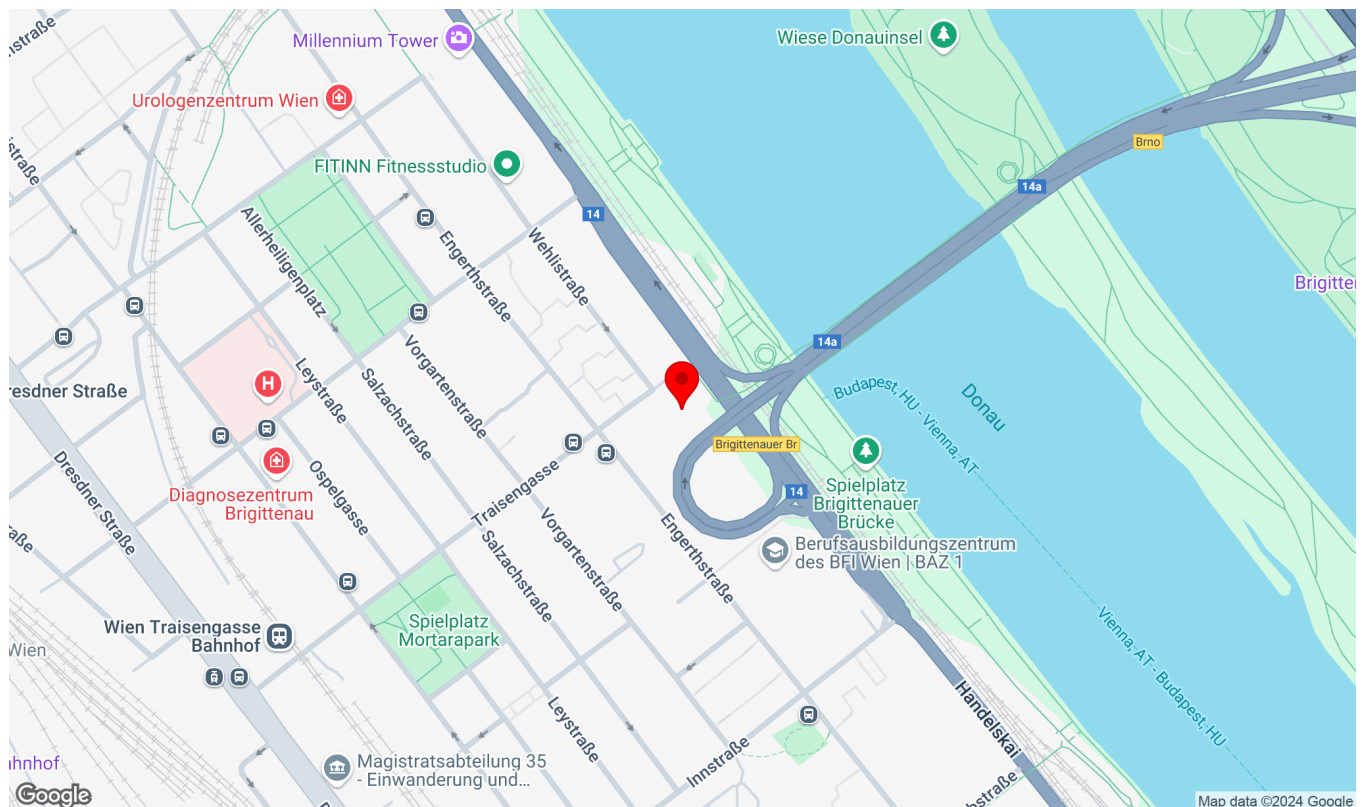 straße
Millennium Tower
Wiese Donauinsel
Urologenzentrum Wien
Brno
FITINN Fitnessstudio
14a
14
Allerheiligenplatz
Engerthstraße
Wehlistraße
Brigitten
14a
Dresdner Straße
Leystraße
Salzachstraße
Vorgartenstraße
H
Budapest, HU - Vienna, AT
Donau
Brigittenauer Br
Diagnosezentrum
Brigittenau
Dresdner Straße
Ospelgasse
Traisengasse
14
Spielplatz
Brigittenauer
Brücke
Vorgartenstraße
Engerthstraße
Salzachstraße
Berufsausbildungszentrum
des BFI Wien | BAZ 1
Spielplatz
Mortarapark
Wien Traisengasse
Bahnhof
Wien
Vienna, AT - Budapest, HU
Handelskai
Leystraße
Innstraße
Magistratsabteilung 35
- Einwanderung und...
ahnhof
Google
Map data ©2024 Google